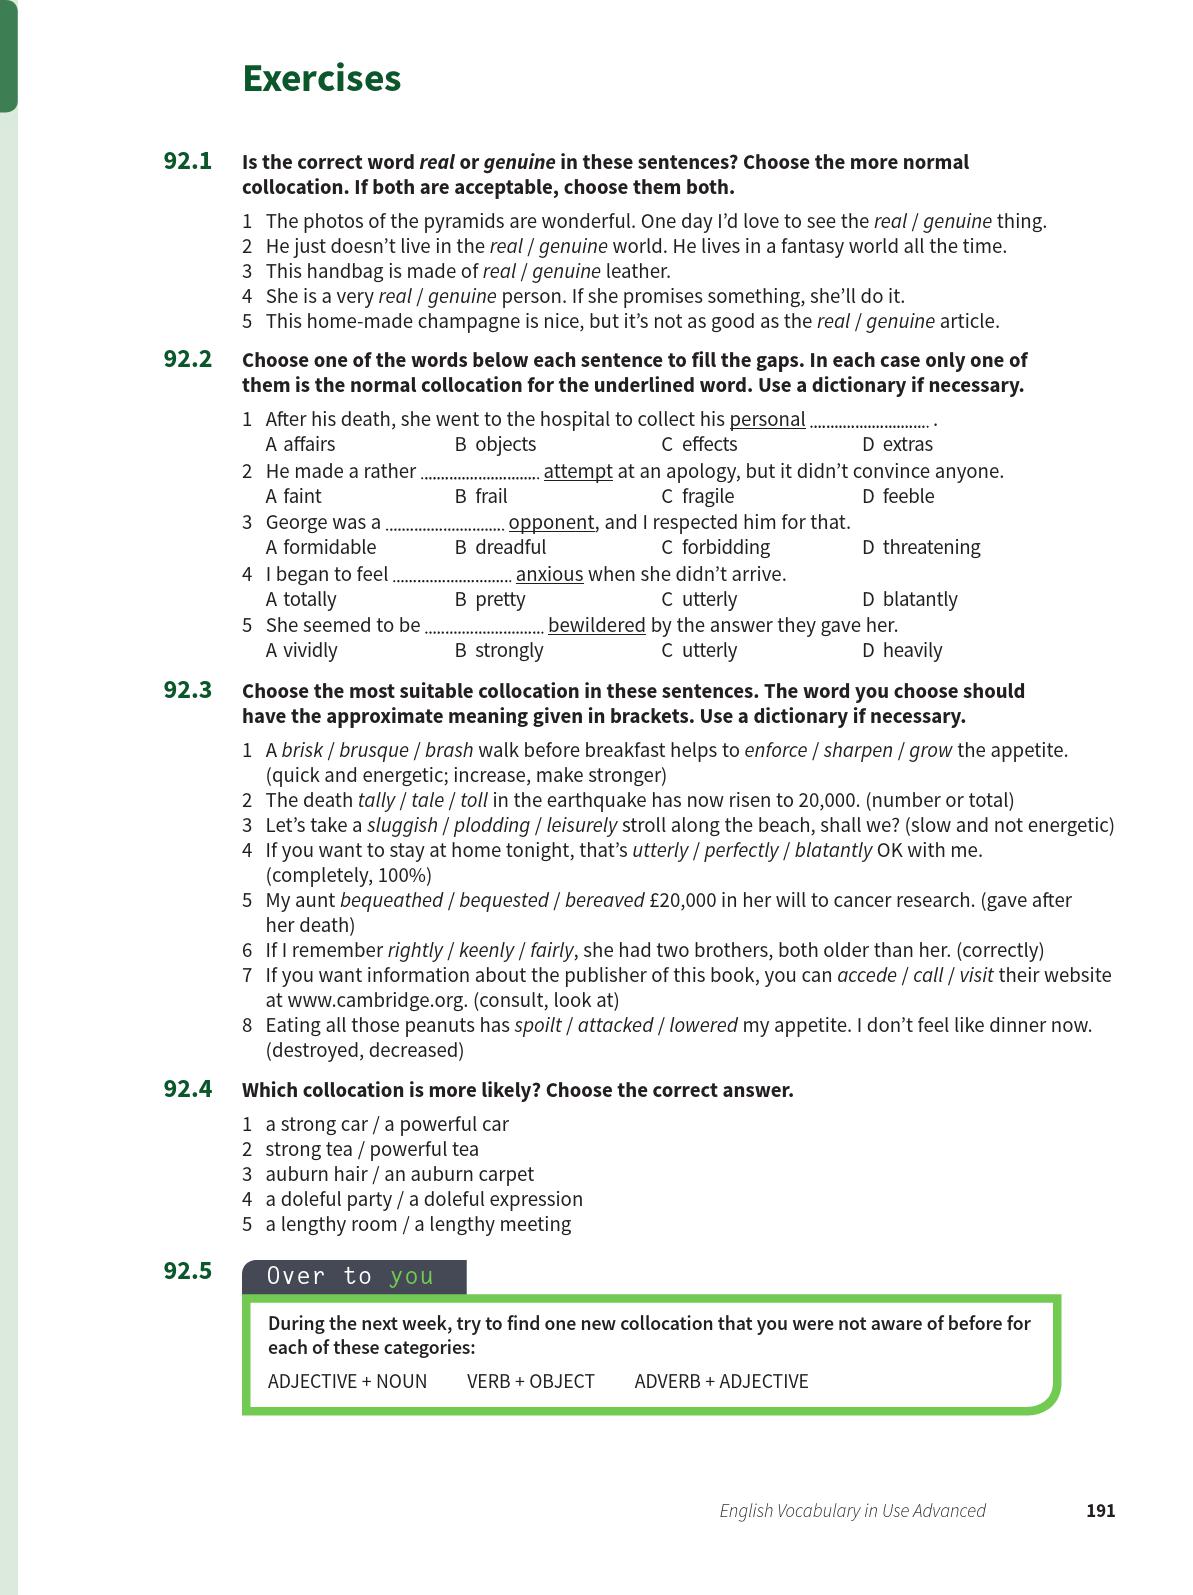 Exercises
92.1 Is the correct word real or genuine in these sentences? Choose the more normal
collocation. If both are acceptable, choose them both.
1 The photos of the pyramids are wonderful. One day I’d love to see the real / genuine thing.
2 He just doesn’t live in the real / genuine world. He lives in a fantasy world all the time.
3 This handbag is made of real / genuine leather.
4 She is a very real / genuine person. If she promises something, she’ll do it.
5 This home-made champagne is nice, but it’s not as good as the real / genuine article.
92.2 Choose one of the words below each sentence to fill the gaps. In each case only one of
them is the normal collocation for the underlined word. Use a dictionary if necessary.
1 After his death, she went to the hospital to collect his personal ............................ .
A affairs B objects C effects D extras
2 He made a rather ............................ attempt at an apology, but it didn’t convince anyone.
A faint B frail C fragile D feeble
3 George was a ............................ opponent, and I respected him for that.
A formidable B dreadful C forbidding D threatening
4 I began to feel ............................ anxious when she didn’t arrive.
A totally B pretty C utterly D blatantly
5 She seemed to be ............................ bewildered by the answer they gave her.
A vividly B strongly C utterly D heavily
92.3 Choose the most suitable collocation in these sentences. The word you choose should
have the approximate meaning given in brackets. Use a dictionary if necessary.
1 A brisk / brusque / brash walk before breakfast helps to enforce / sharpen / grow the appetite.
(quick and energetic; increase, make stronger)
2 The death tally / tale / toll in the earthquake has now risen to 20,000. (number or total)
3 Let’s take a sluggish / plodding / leisurely stroll along the beach, shall we? (slow and not energetic)
4 If you want to stay at home tonight, that’s utterly / perfectly / blatantly OK with me.
(completely, 100%)
5 My aunt bequeathed / bequested / bereaved £20,000 in her will to cancer research. (gave after
her death)
6 If I remember rightly / keenly / fairly, she had two brothers, both older than her. (correctly)
7 If you want information about the publisher of this book, you can accede / call / visit their website
at www.cambridge.org. (consult, look at)
8 Eating all those peanuts has spoilt / attacked / lowered my appetite. I don’t feel like dinner now.
(destroyed, decreased)
92.4 Which collocation is more likely? Choose the correct answer.
1 a strong car / a powerful car
2 strong tea / powerful tea
3 auburn hair / an auburn carpet
4 a doleful party / a doleful expression
5 a lengthy room / a lengthy meeting
92.5 Over to you
During the next week, try to find one new collocation that you were not aware of before for
each of these categories:
ADJECTIVE + NOUN VERB + OBJECT ADVERB + ADJECTIVE
English Vocabulary in Use Advanced 191